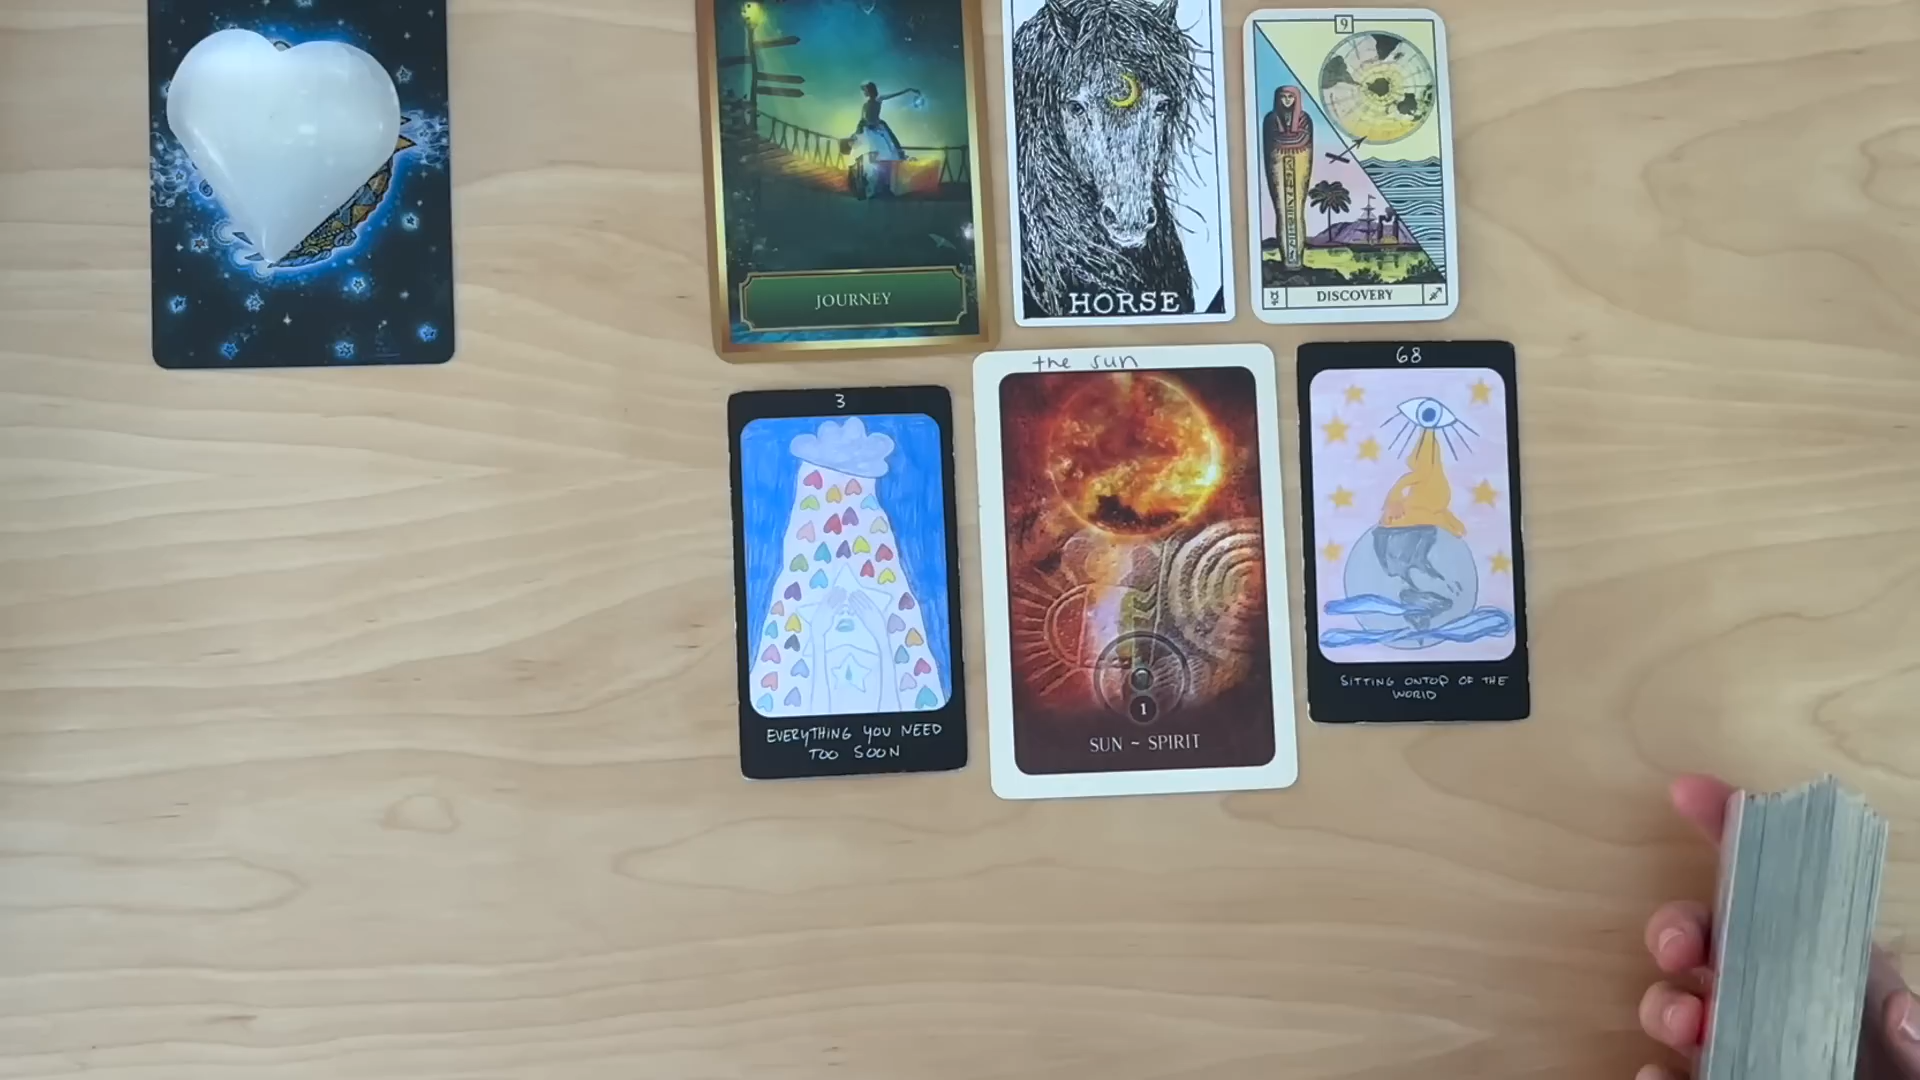 JOURNEY
HORSE
9
DISCOVERY
3
EVERYTHING YOU NEED
TOO SOON
the sun
1
SUN ~ SPIRIT
68
SITTING ONTOP OF THE
WORLD